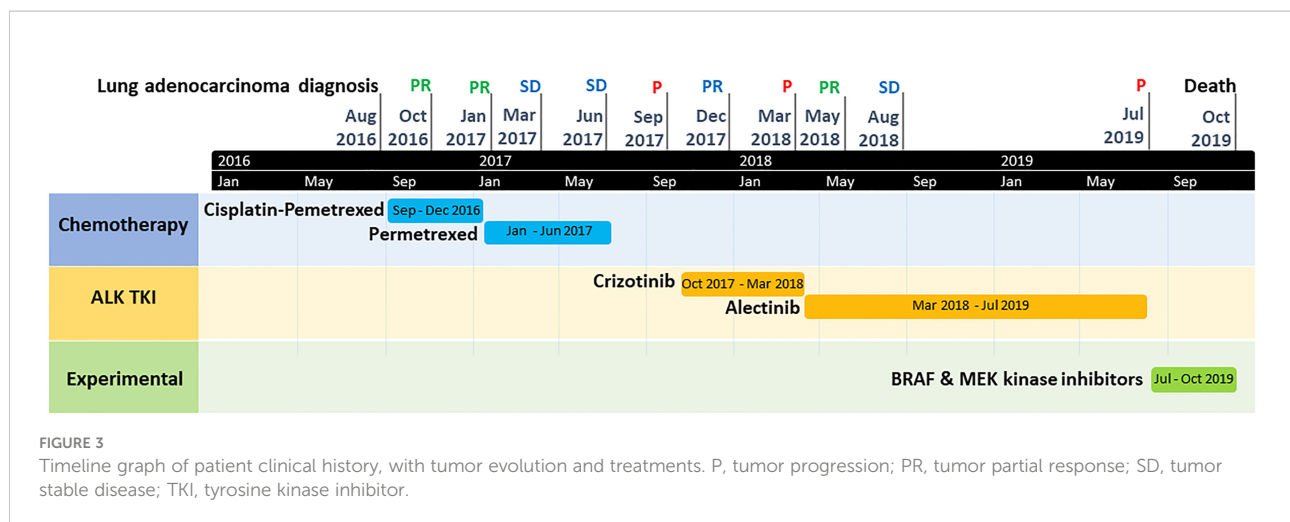 Lung adenocarcinoma diagnosis PR PR SD SD P PR P PR SD P Death
Aug Oct Jan Mar Jun Sep Dec Mar May Aug Jul Oct
2016 2016 2017 2017 2017 2017 2017 2018 2018 2018 2019 2019
2016 2017 2018 2019
Jan May Sep Jan May Sep Jan May Sep Jan May Sep
Chemotherapy
Cisplatin-Pemetrexed Sep - Dec 2016
Permetrexed Jan - Jun 2017
ALK TKI
Crizotinib Oct 2017 - Mar 2018
Alectinib Mar 2018 - Jul 2019
Experimental
BRAF & MEK kinase inhibitors Jul - Oct 2019
FIGURE 3
Timeline graph of patient clinical history, with tumor evolution and treatments. P, tumor progression; PR, tumor partial response; SD, tumor
stable disease; TKI, tyrosine kinase inhibitor.